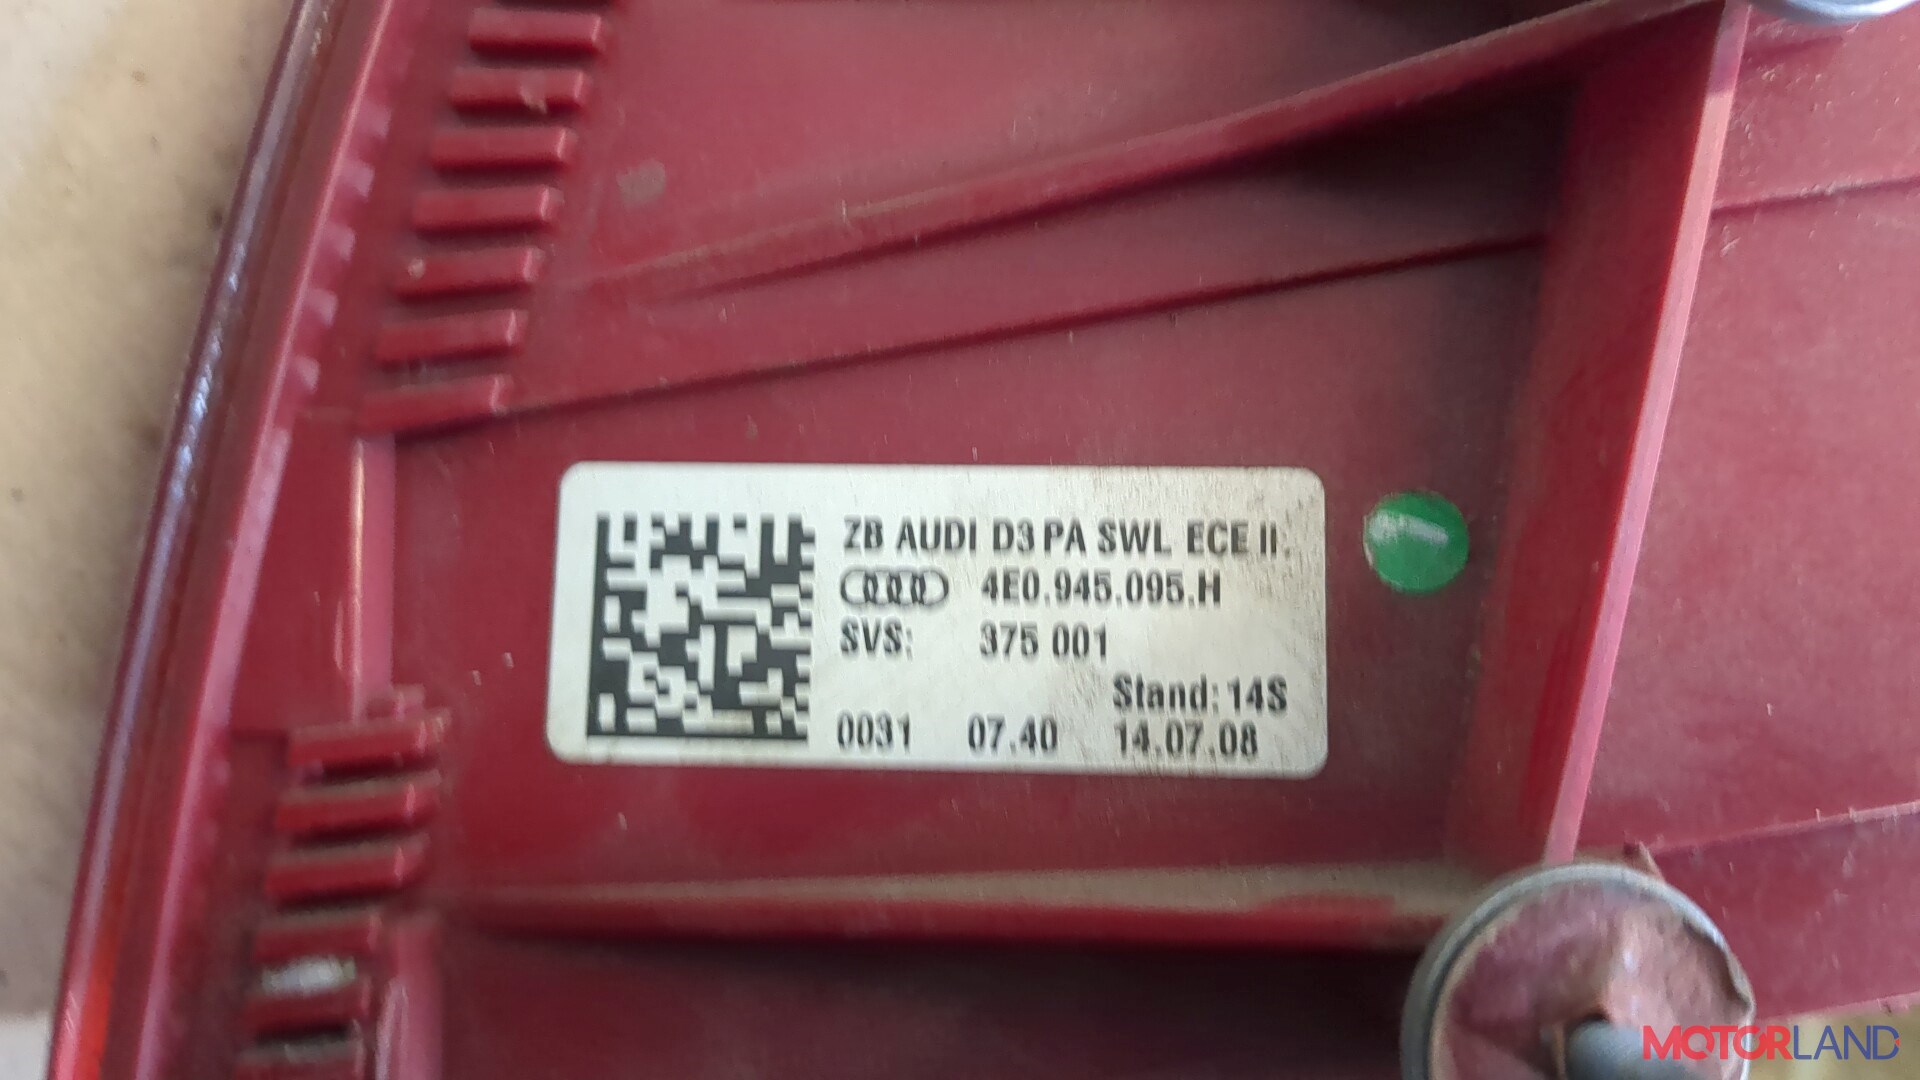 ZB AUDI D3 PA SWL ECE II.
4E0.945.095.H
SVS: 375 001
Stand: 14S
0031 07.40 14.07.08
MOTORLAND